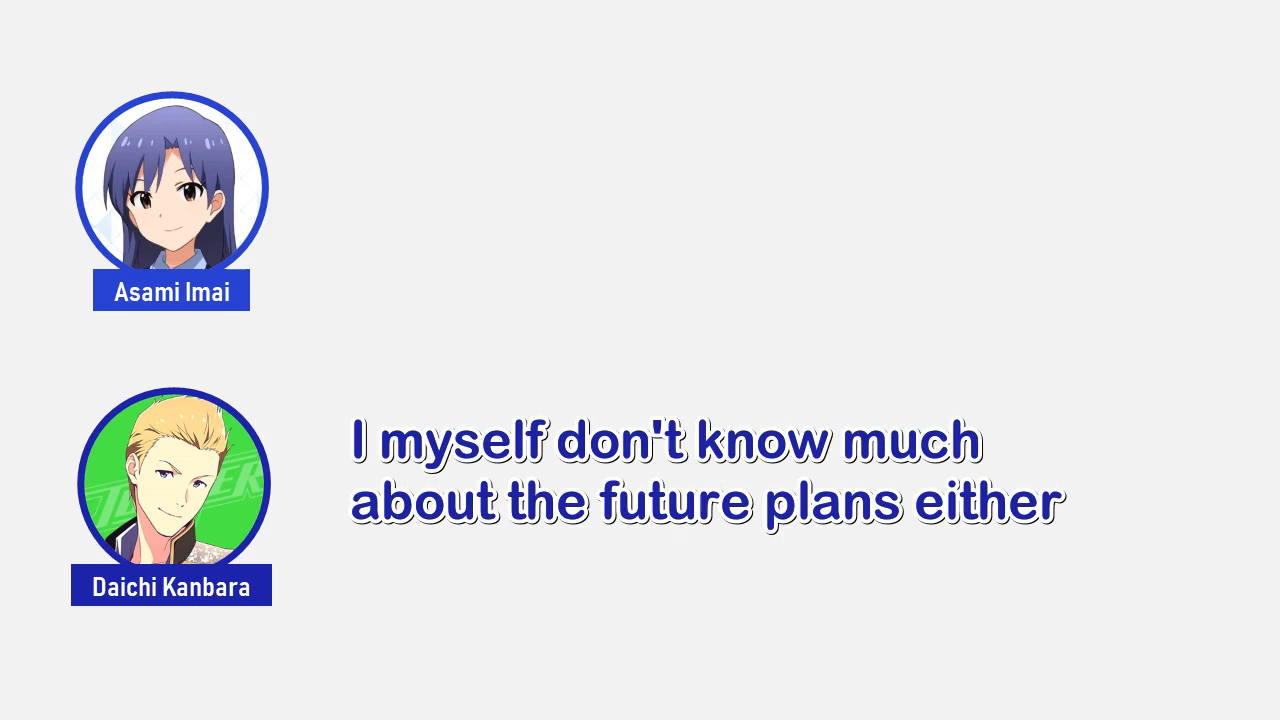 Asami Imai
I myself don't know much
about the future plans either
Daichi Kanbara